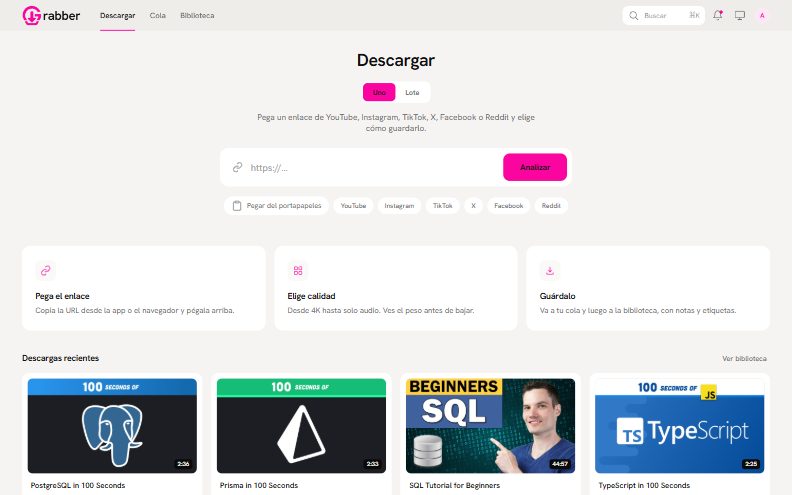 Grabber
Descargar
Cola
Biblioteca
Buscar
⌘K
A
Descargar
Uno
Lote
Pega un enlace de YouTube, Instagram, TikTok, X, Facebook o Reddit y elige
cómo guardarlo.
https://...
Analizar
Pegar del portapapeles
YouTube
Instagram
TikTok
X
Facebook
Reddit
Pega el enlace
Copia la URL desde la app o el navegador y pégala arriba.
Elige calidad
Desde 4K hasta solo audio. Ves el peso antes de bajar.
Guárdalo
Va a tu cola y luego a la biblioteca, con notas y etiquetas.
Descargas recientes
Ver biblioteca
100 SECONDS OF
2:36
PostgreSQL in 100 Seconds
100 SECONDS OF
2:33
Prisma in 100 Seconds
BEGINNERS
SQL
44:57
SQL Tutorial for Beginners
100 SECONDS OF
JS
TS TypeScript
2:25
TypeScript in 100 Seconds